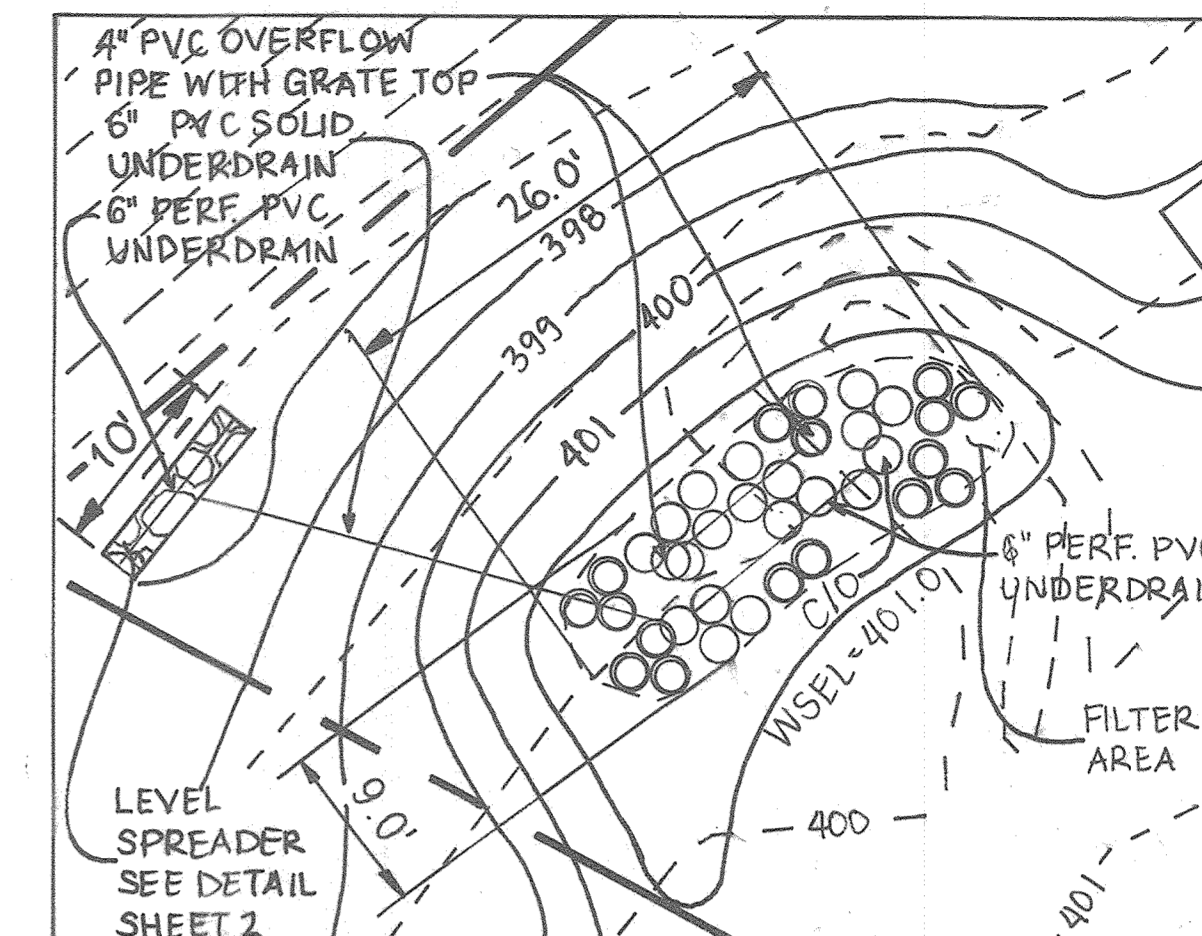 4" PVC OVERFLOW
PIPE WITH GRATE TOP
6" PVC SOLID
UNDERDRAIN
6" PERF. PVC
UNDERDRAIN
26.0'
398
399
400
401
10'
6" PERF. PVC
UNDERDRAI
C/O
WSEL=401.0
FILTER
AREA
400
401
9.0'
LEVEL
SPREADER
SEE DETAIL
SHEET 2